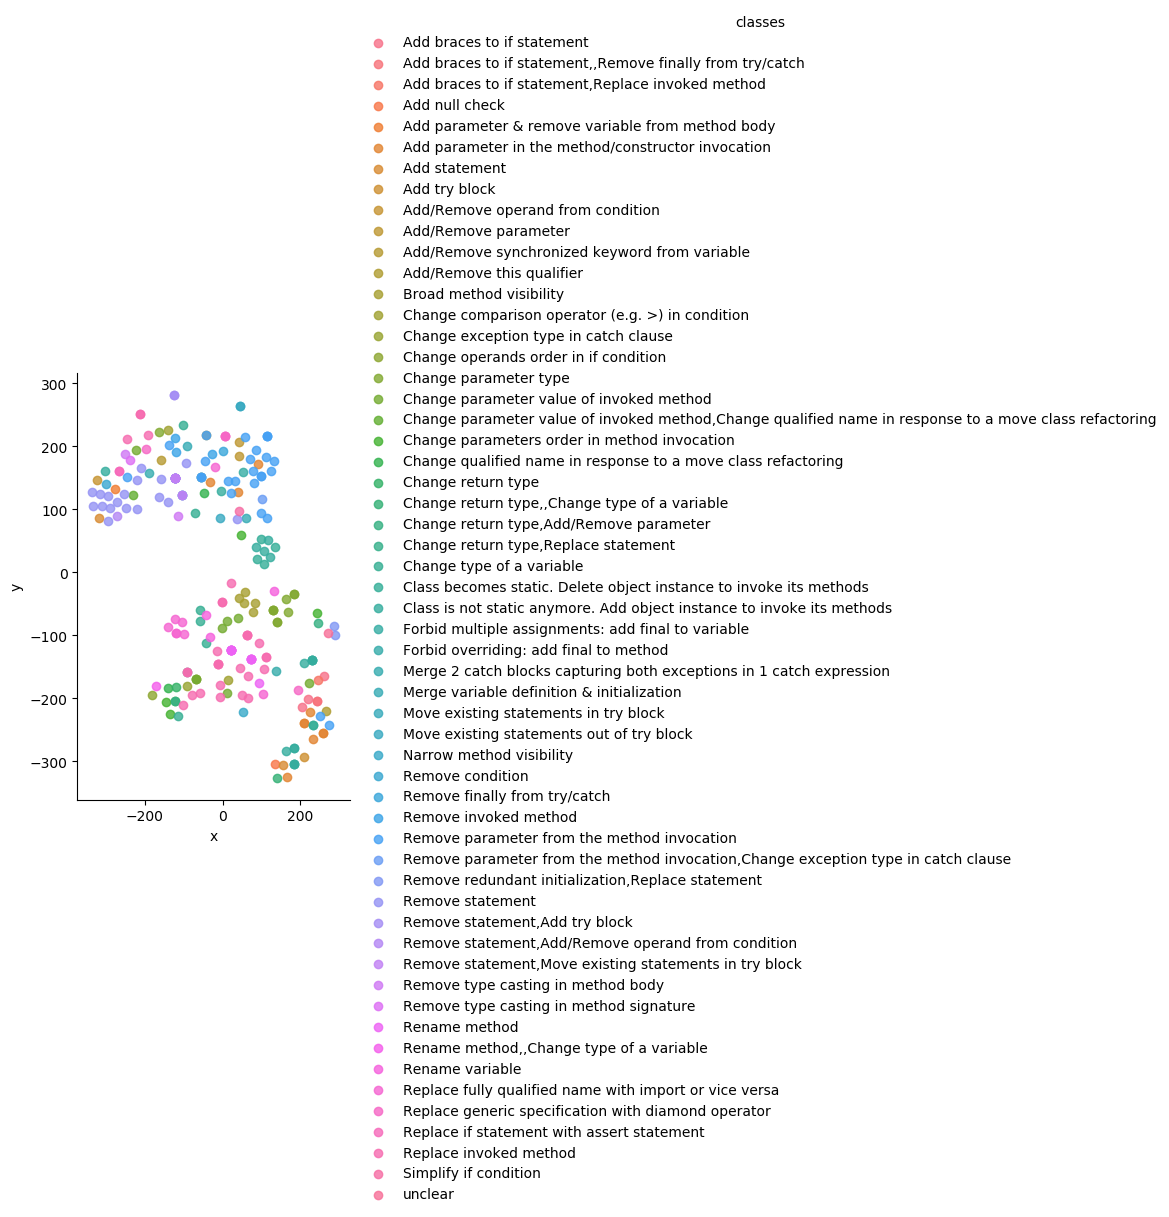 classes
Add braces to if statement
Add braces to if statement,,Remove finally from try/catch
Add braces to if statement,Replace invoked method
Add null check
Add parameter & remove variable from method body
Add parameter in the method/constructor invocation
Add statement
Add try block
Add/Remove operand from condition
Add/Remove parameter
Add/Remove synchronized keyword from variable
Add/Remove this qualifier
Broad method visibility
Change comparison operator (e.g. >) in condition
Change exception type in catch clause
Change operands order in if condition
Change parameter type
Change parameter value of invoked method
Change parameter value of invoked method,Change qualified name in response to a move class refactoring
Change parameters order in method invocation
Change qualified name in response to a move class refactoring
Change return type
Change return type,,Change type of a variable
Change return type,Add/Remove parameter
Change return type,Replace statement
Change type of a variable
Class becomes static. Delete object instance to invoke its methods
Class is not static anymore. Add object instance to invoke its methods
Forbid multiple assignments: add final to variable
Forbid overriding: add final to method
Merge 2 catch blocks capturing both exceptions in 1 catch expression
Merge variable definition & initialization
Move existing statements in try block
Move existing statements out of try block
Narrow method visibility
Remove condition
Remove finally from try/catch
Remove invoked method
Remove parameter from the method invocation
Remove parameter from the method invocation,Change exception type in catch clause
Remove redundant initialization,Replace statement
Remove statement
Remove statement,Add try block
Remove statement,Add/Remove operand from condition
Remove statement,Move existing statements in try block
Remove type casting in method body
Remove type casting in method signature
Rename method
Rename method,,Change type of a variable
Rename variable
Replace fully qualified name with import or vice versa
Replace generic specification with diamond operator
Replace if statement with assert statement
Replace invoked method
Simplify if condition
unclear
300
200
100
0
−100
−200
−300
y
−200 0 200
x